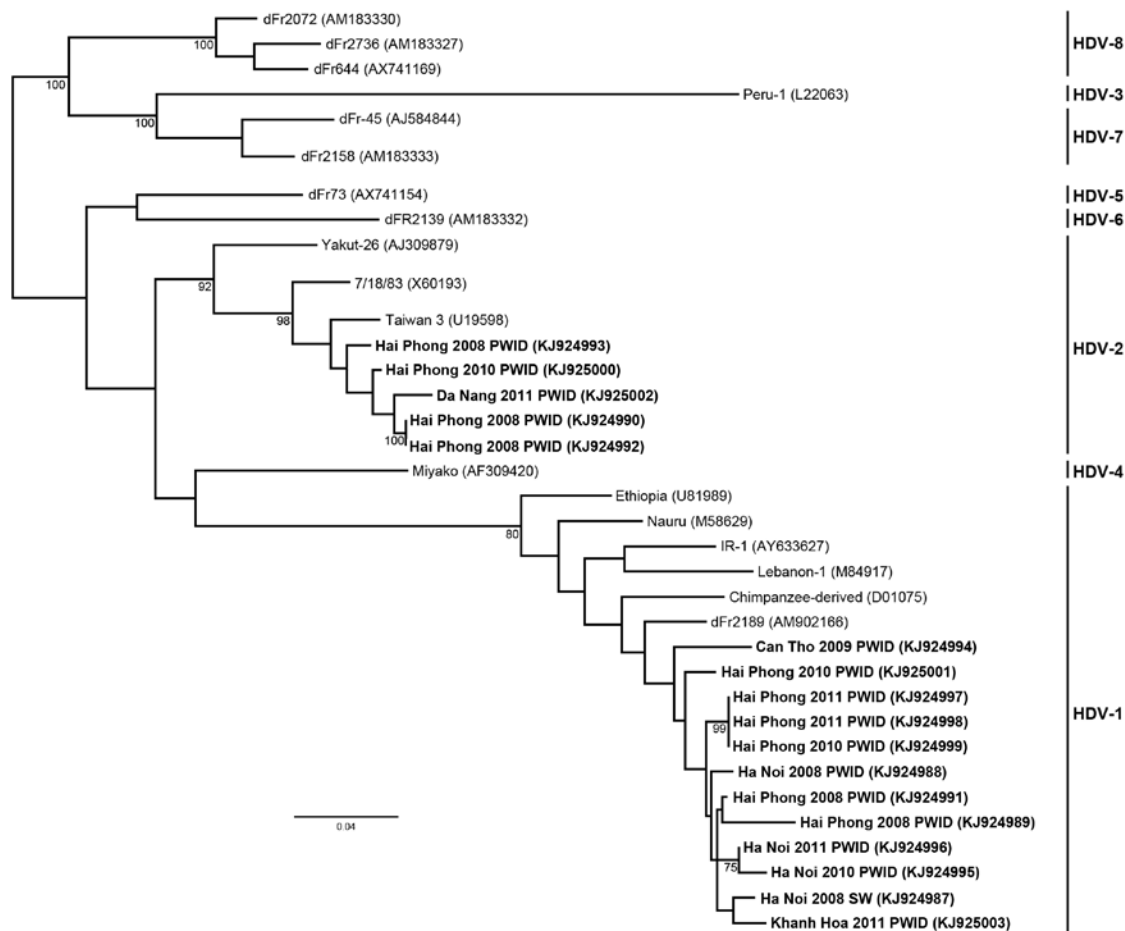 dFr2072 (AM183330)
100
dFr2736 (AM183327)
HDV-8
dFr644 (AX741169)
100
Peru-1 (L22063)
HDV-3
100
dFr-45 (AJ584844)
HDV-7
dFr2158 (AM183333)
dFr73 (AX741154)
HDV-5
dFR2139 (AM183332)
HDV-6
Yakut-26 (AJ309879)
92
7/18/83 (X60193)
98
Taiwan 3 (U19598)
Hai Phong 2008 PWID (KJ924993)
HDV-2
Hai Phong 2010 PWID (KJ925000)
Da Nang 2011 PWID (KJ925002)
Hai Phong 2008 PWID (KJ924990)
100
Hai Phong 2008 PWID (KJ924992)
Miyako (AF309420)
HDV-4
Ethiopia (U81989)
80
Nauru (M58629)
IR-1 (AY633627)
Lebanon-1 (M84917)
Chimpanzee-derived (D01075)
dFr2189 (AM902166)
Can Tho 2009 PWID (KJ924994)
Hai Phong 2010 PWID (KJ925001)
Hai Phong 2011 PWID (KJ924997)
HDV-1
Hai Phong 2011 PWID (KJ924998)
99
Hai Phong 2010 PWID (KJ924999)
Ha Noi 2008 PWID (KJ924988)
Hai Phong 2008 PWID (KJ924991)
Hai Phong 2008 PWID (KJ924989)
0.04
Ha Noi 2011 PWID (KJ924996)
75
Ha Noi 2010 PWID (KJ924995)
Ha Noi 2008 SW (KJ924987)
Khanh Hoa 2011 PWID (KJ925003)